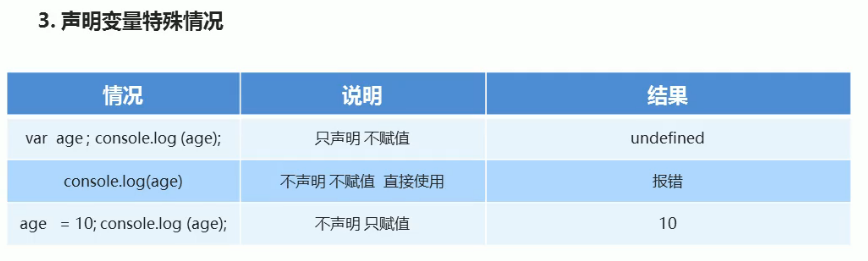 3. 声明变量特殊情况
情况 说明 结果
var age ; console.log (age); 只声明 不赋值 undefined
console.log(age) 不声明 不赋值 直接使用 报错
age = 10; console.log (age); 不声明 只赋值 10